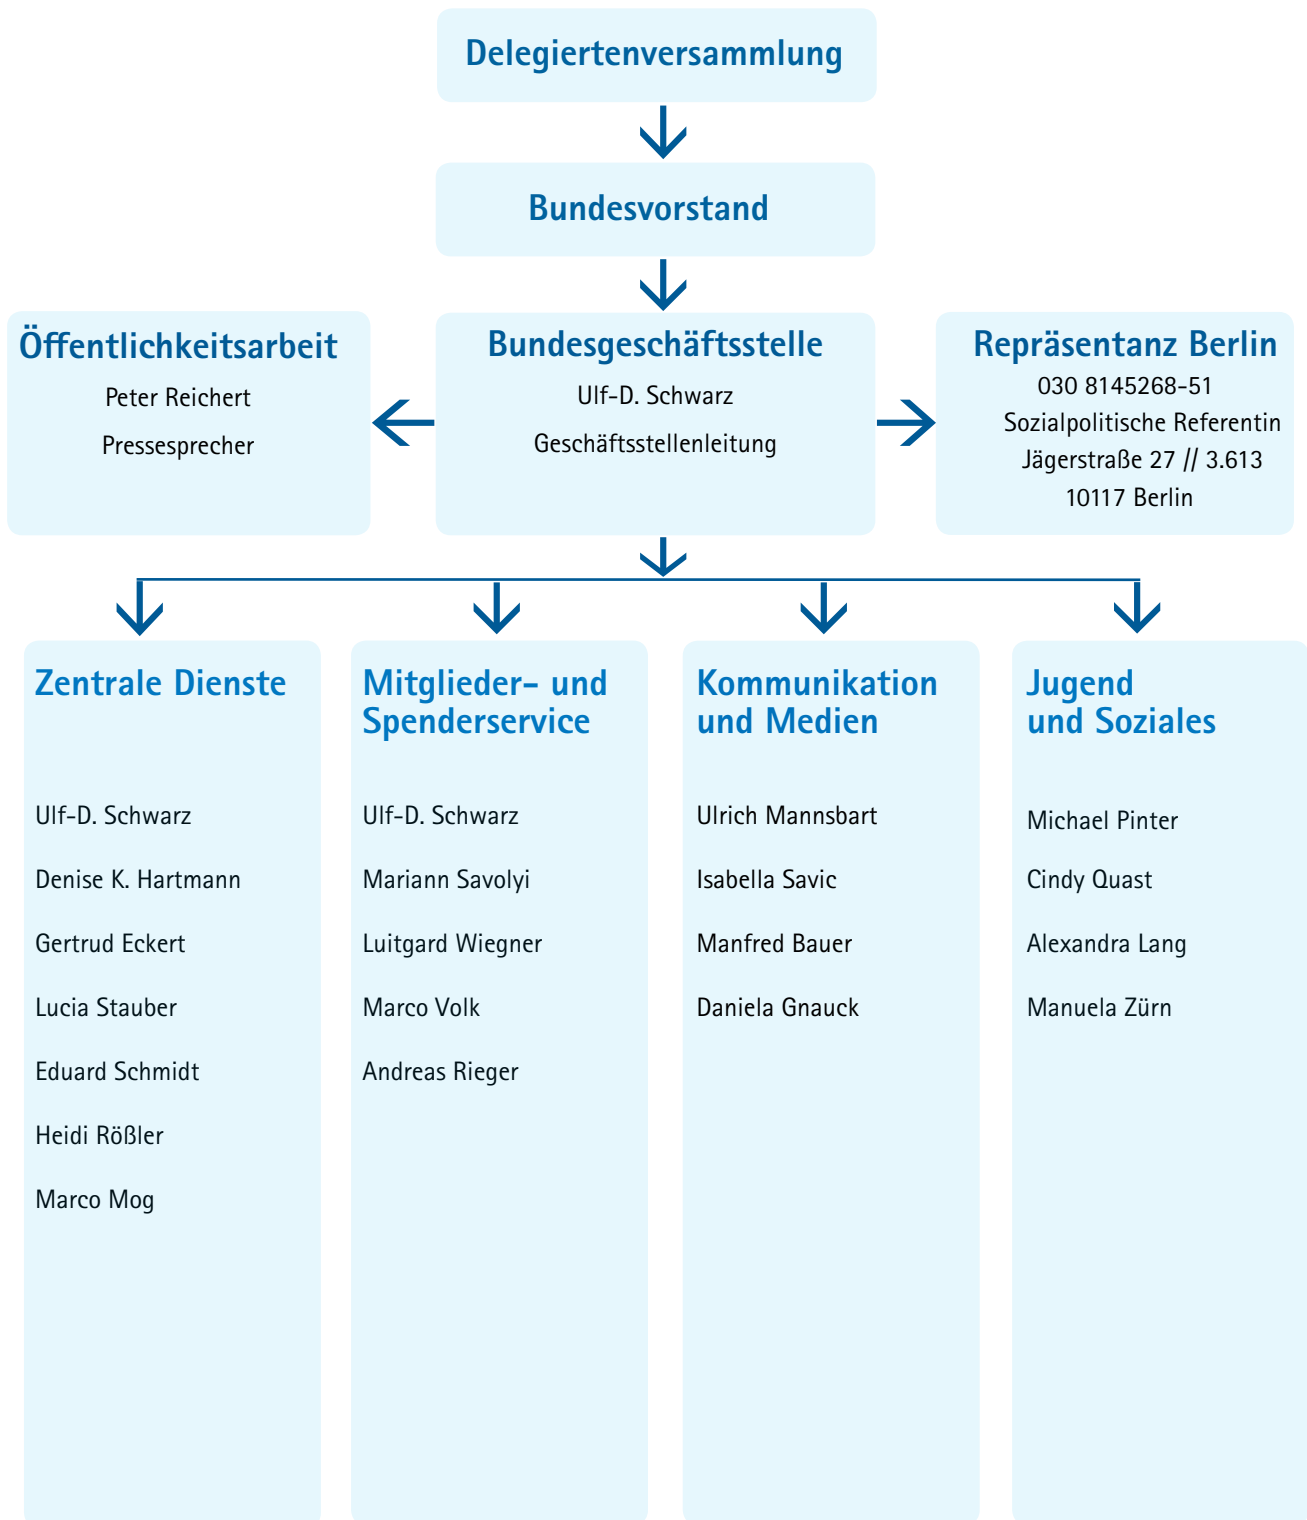 Delegiertenversammlung
Bundesvorstand
Öffentlichkeitsarbeit
Peter Reichert
Pressesprecher
Bundesgeschäftsstelle
Ulf-D. Schwarz
Geschäftsstellenleitung
Repräsentanz Berlin
030 8145268-51
Sozialpolitische Referentin
Jägerstraße 27 // 3.613
10117 Berlin
Zentrale Dienste
Ulf-D. Schwarz
Denise K. Hartmann
Gertrud Eckert
Lucia Stauber
Eduard Schmidt
Heidi Rößler
Marco Mog
Mitglieder- und
Spenderservice
Ulf-D. Schwarz
Mariann Savolyi
Luitgard Wiegner
Marco Volk
Andreas Rieger
Kommunikation
und Medien
Ulrich Mannsbart
Isabella Savic
Manfred Bauer
Daniela Gnauck
Jugend
und Soziales
Michael Pinter
Cindy Quast
Alexandra Lang
Manuela Zürn